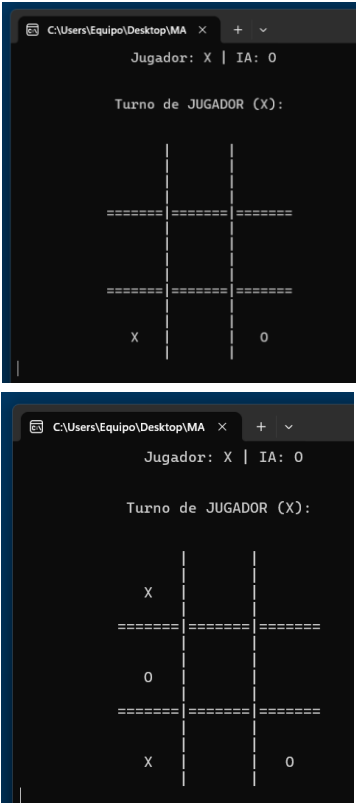 C:\Users\Equipo\Desktop\MA
Jugador: X | IA: O
Turno de JUGADOR (X):
=======|=======|=======
=======|=======|=======
X | | O
C:\Users\Equipo\Desktop\MA
Jugador: X | IA: O
Turno de JUGADOR (X):
X | |
=======|=======|=======
O | |
=======|=======|=======
X | | O